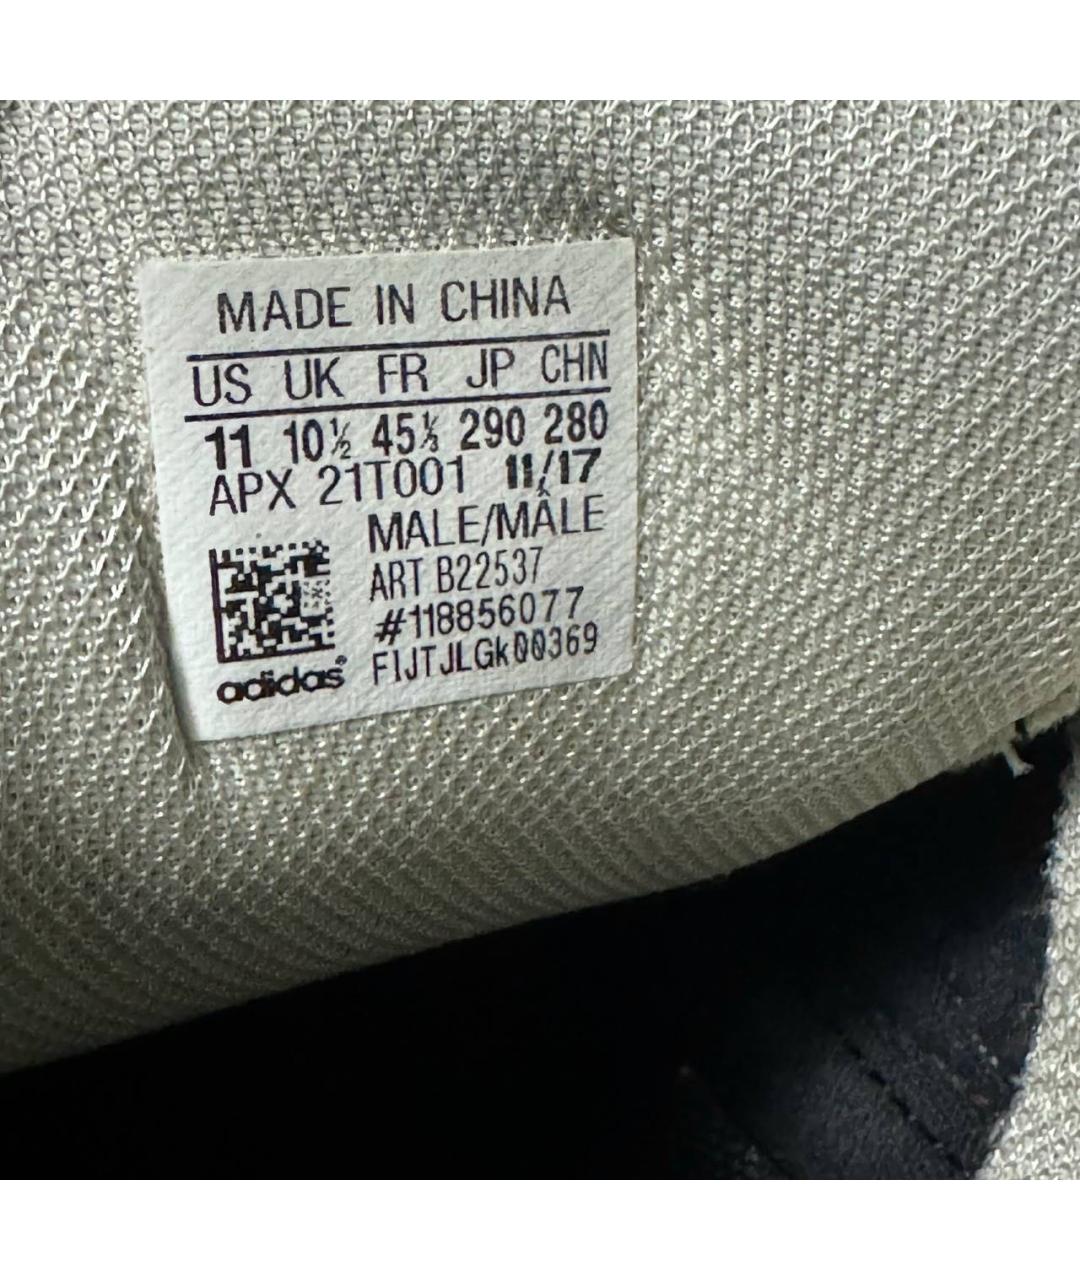 MADE IN CHINA
US UK FR JP CHN
11 10½ 45⅓ 290 280
APX 21T001 11/17
MALE/MÂLE
ART B22537
#118856077
FIJTJLGk00369
adidas®